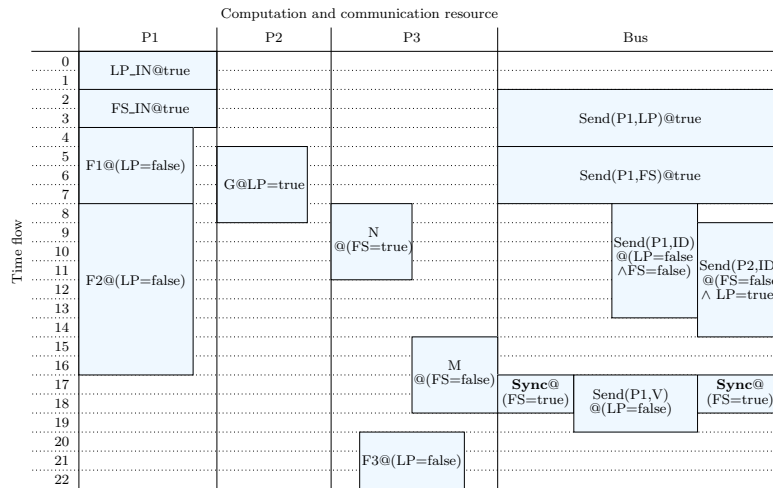 Computation and communication resource
P1 P2 P3 Bus
Time flow
0
1
2
3
4
5
6
7
8
9
10
11
12
13
14
15
16
17
18
19
20
21
22
LP_IN@true
FS_IN@true
F1@(LP=false)
F2@(LP=false)
G@LP=true
N
@(FS=true)
M
@(FS=false)
F3@(LP=false)
Send(P1,LP)@true
Send(P1,FS)@true
Send(P1,ID)
@(LP=false
∧FS=false)
Send(P2,ID
@(FS=false
∧ LP=true
Sync@
(FS=true)
Send(P1,V)
@(LP=false)
Sync@
(FS=true)